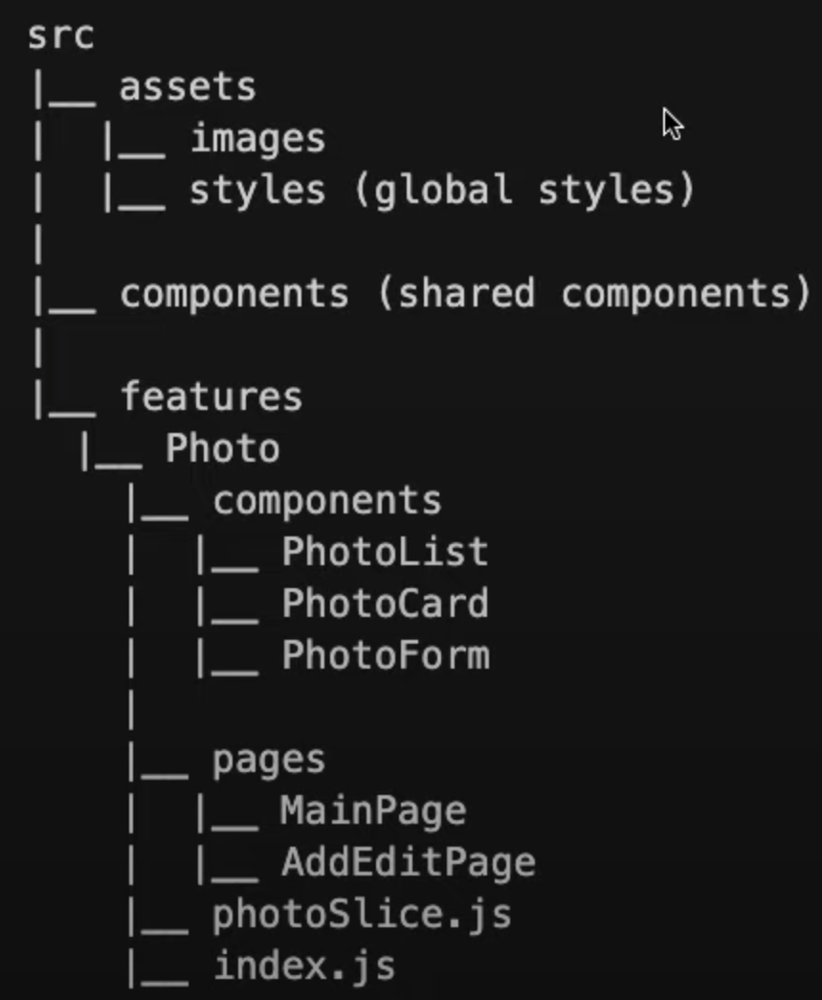 src
|__ assets
|   |__ images
|   |__ styles (global styles)
|
|__ components (shared components)
|
|__ features
  |__ Photo
    |__ components
    |  |__ PhotoList
    |  |__ PhotoCard
    |  |__ PhotoForm
    |
    |__ pages
    |  |__ MainPage
    |  |__ AddEditPage
    |__ photoSlice.js
    |__ index.js